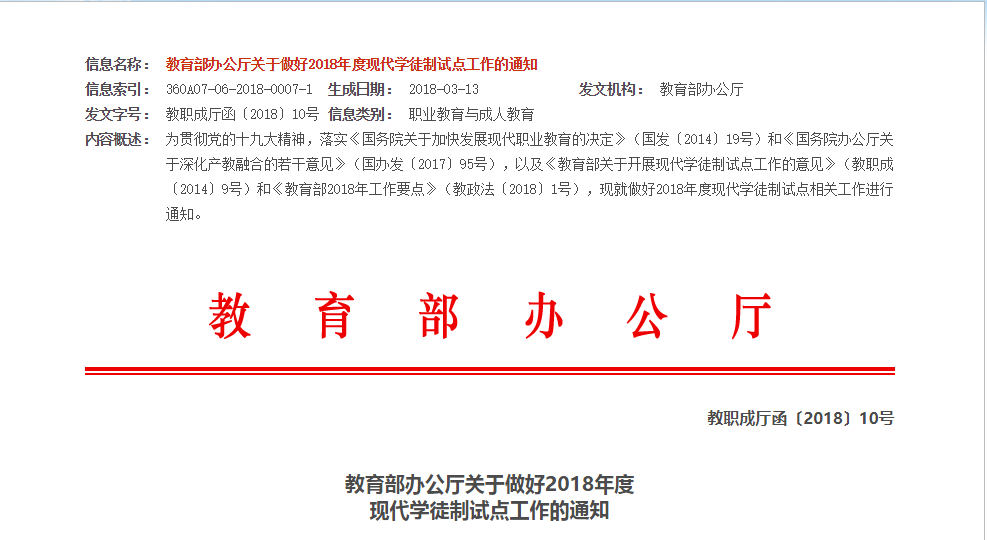 信息名称： 教育部办公厅关于做好2018年度现代学徒制试点工作的通知
信息索引： 360A07-06-2018-0007-1 生成日期： 2018-03-13 发文机构： 教育部办公厅
发文字号： 教职成厅函〔2018〕10号 信息类别： 职业教育与成人教育
内容概述： 为贯彻党的十九大精神，落实《国务院关于加快发展现代职业教育的决定》（国发〔2014〕19号）和《国务院办公厅关
于深化产教融合的若干意见》（国办发〔2017〕95号），以及《教育部关于开展现代学徒制试点工作的意见》（教职成
〔2014〕9号）和《教育部2018年工作要点》（教政法〔2018〕1号），现就做好2018年度现代学徒制试点相关工作进行
通知。
教育部办公厅
教职成厅函〔2018〕10号
教育部办公厅关于做好2018年度
现代学徒制试点工作的通知